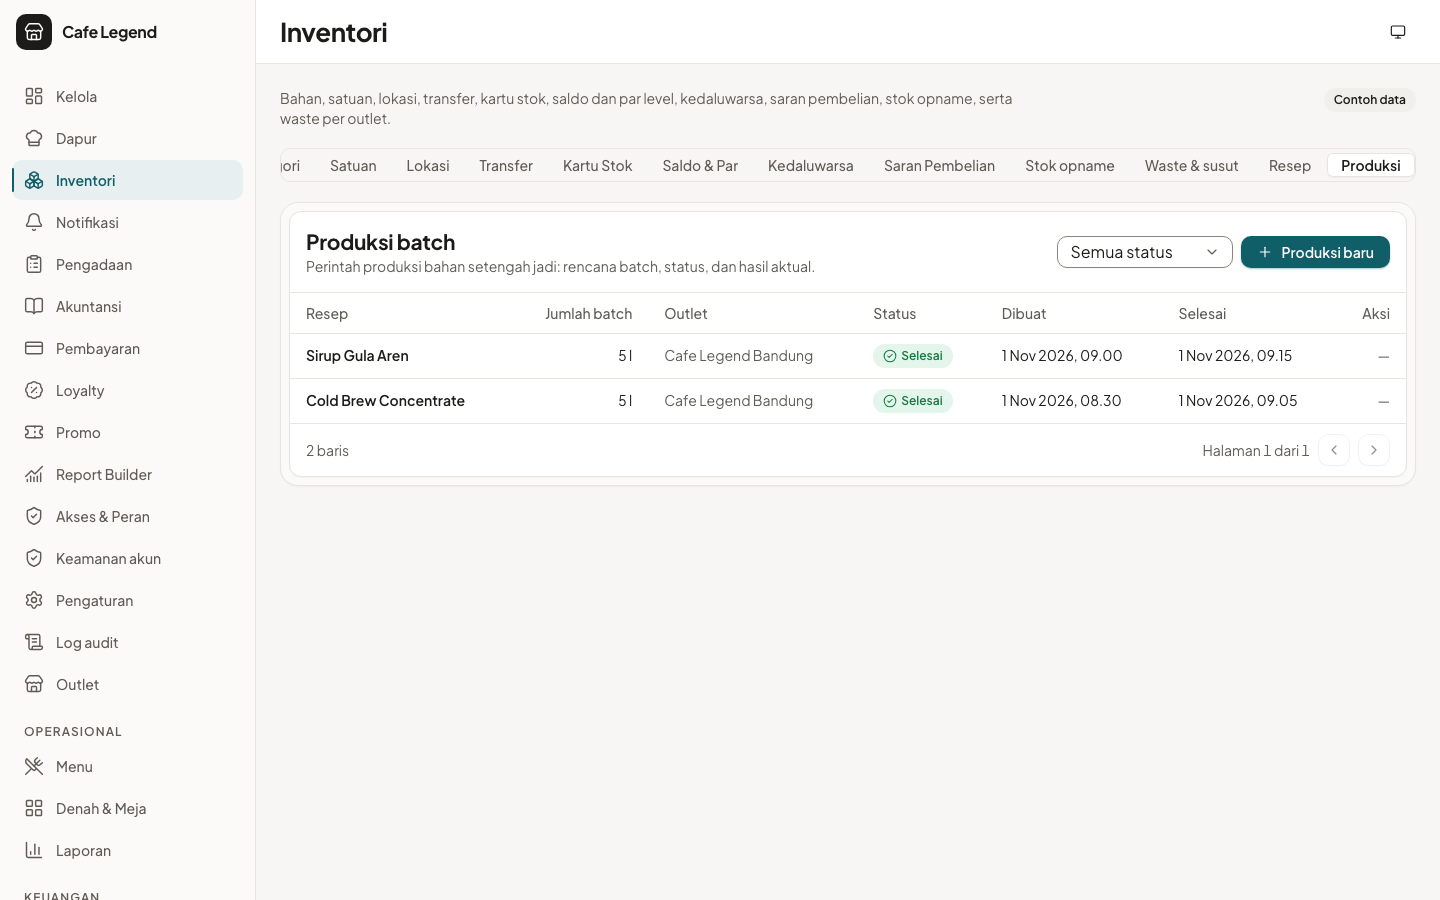 Cafe Legend
Inventori
Kelola
Dapur
Inventori
Notifikasi
Pengadaan
Akuntansi
Pembayaran
Loyalty
Promo
Report Builder
Akses & Peran
Keamanan akun
Pengaturan
Log audit
Outlet
OPERASIONAL
Menu
Denah & Meja
Laporan
KEUANGAN
Bahan, satuan, lokasi, transfer, kartu stok, saldo dan par level, kedaluwarsa, saran pembelian, stok opname, serta
waste per outlet.
Contoh data
Satuan Lokasi Transfer Kartu Stok Saldo & Par Kedaluwarsa Saran Pembelian Stok opname Waste & susut Resep Produksi
Produksi batch
Perintah produksi bahan setengah jadi: rencana batch, status, dan hasil aktual.
Semua status
Produksi baru
Resep Jumlah batch Outlet Status Dibuat Selesai Aksi
Sirup Gula Aren 5 l Cafe Legend Bandung Selesai 1 Nov 2026, 09.00 1 Nov 2026, 09.15 —
Cold Brew Concentrate 5 l Cafe Legend Bandung Selesai 1 Nov 2026, 08.30 1 Nov 2026, 09.05 —
2 baris
Halaman 1 dari 1